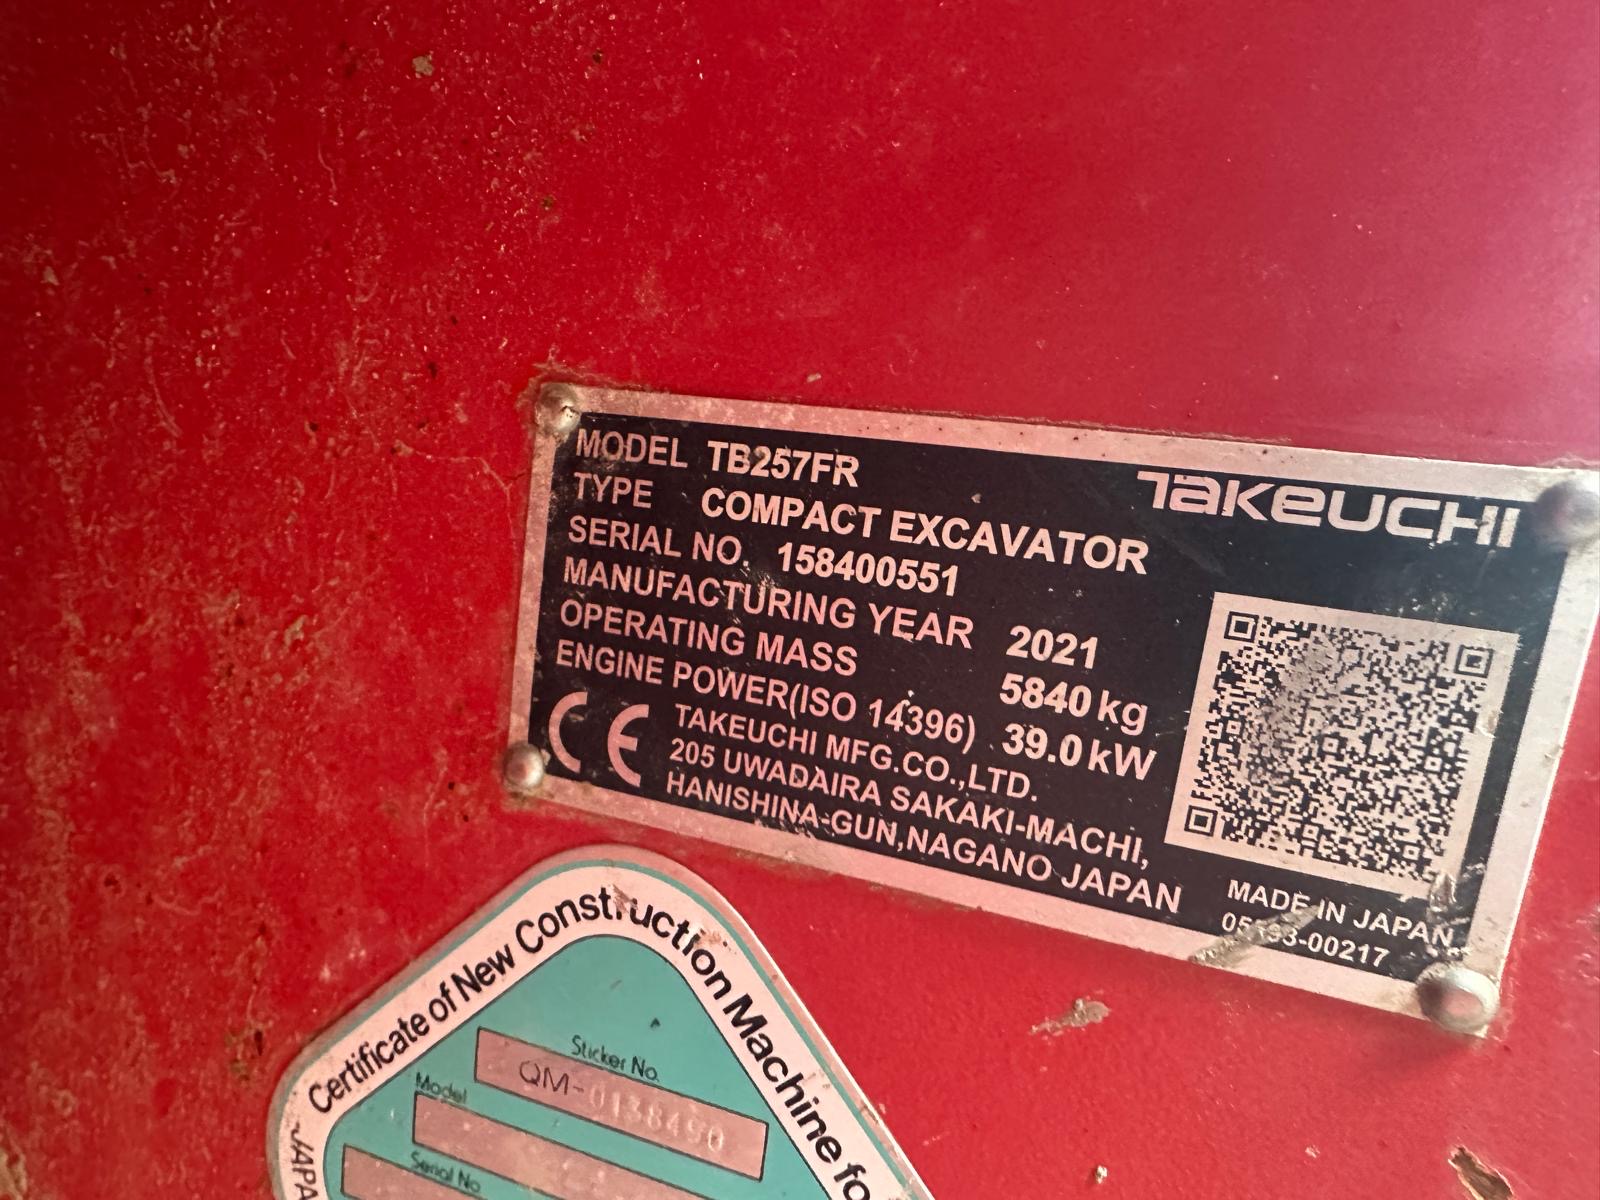 MODEL TB257FR
TAKEUCHI
TYPE COMPACT EXCAVATOR
SERIAL NO. 158400551
MANUFACTURING YEAR 2021
OPERATING MASS 5840 kg
ENGINE POWER(ISO 14396) 39.0 kW
CE
TAKEUCHI MFG.CO.,LTD.
205 UWADAIRA SAKAKI-MACHI,
HANISHINA-GUN,NAGANO JAPAN
MADE IN JAPAN
Certificate of New Construction Machine fo
Sticker No.
QM-0138490
Model
Serial No
JAPA